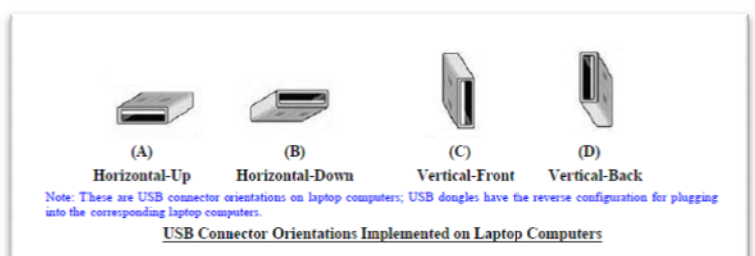 (A) (B) (C) (D)
Horizontal-Up Horizontal-Down Vertical-Front Vertical-Back
Note: These are USB connector orientations on laptop computers; USB dongles have the reverse configuration for plugging
into the corresponding laptop computers.
USB Connector Orientations Implemented on Laptop Computers